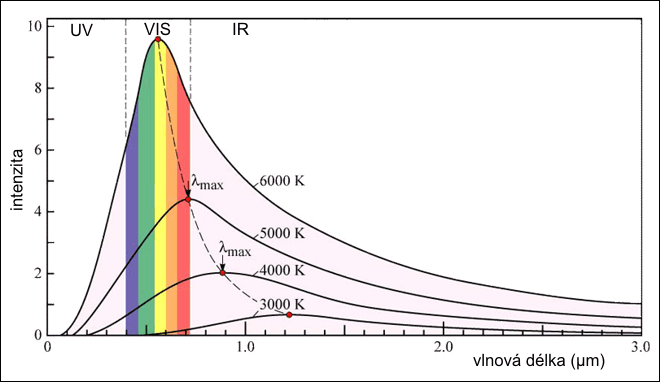 UV VIS IR
10
8
6
4
2
0
intenzita
λmax
λmax
6000 K
5000 K
4000 K
3000 K
0 1.0 2.0 3.0
vlnová délka (μm)